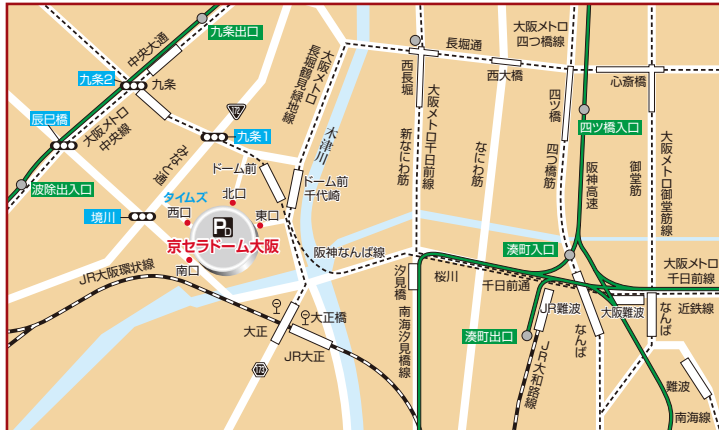 九条出口
中央大通
九条2
九条
辰巳橋
大阪メトロ
中央線
172
九条1
みなと通
波除出入口
境川
大阪メトロ
長堀鶴見緑地線
木津川
ドーム前
ドーム前
千代崎
タイムズ
北口
西口
東口
PD
京セラドーム大阪
南口
JR大阪環状線
阪神なんば線
大正
大正橋
JR大正
173
長堀通
西長堀
大阪メトロ千日前線
新なにわ筋
西大橋
なにわ筋
大阪メトロ
四つ橋線
四ツ橋
四つ橋筋
心斎橋
四ツ橋入口
阪神高速
御堂筋
大阪メトロ御堂筋線
湊町入口
汐見橋
南海汐見橋線
桜川
千日前通
大阪メトロ
千日前線
湊町出口
JR難波
JR大和路線
なんば
大阪難波
なんば
近鉄線
難波
南海線